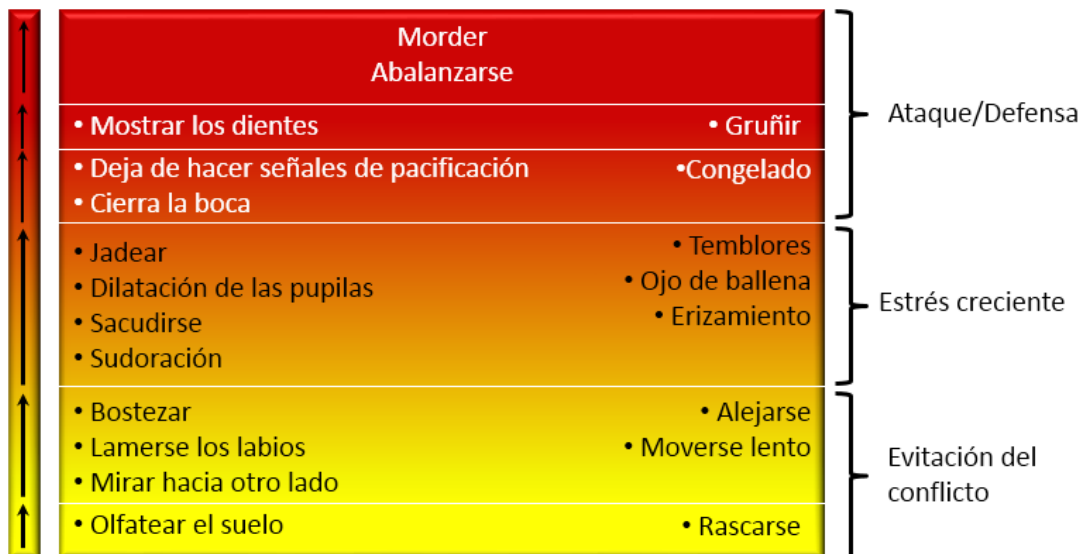 Morder
Abalanzarse
• Mostrar los dientes
• Gruñir
• Deja de hacer señales de pacificación
• Cierra la boca
•Congelado
Ataque/Defensa
• Jadear
• Dilatación de las pupilas
• Sacudirse
• Sudoración
• Temblores
• Ojo de ballena
• Erizamiento
Estrés creciente
• Bostezar
• Lamerse los labios
• Mirar hacia otro lado
• Alejarse
• Moverse lento
• Olfatear el suelo
• Rascarse
Evitación del
conflicto